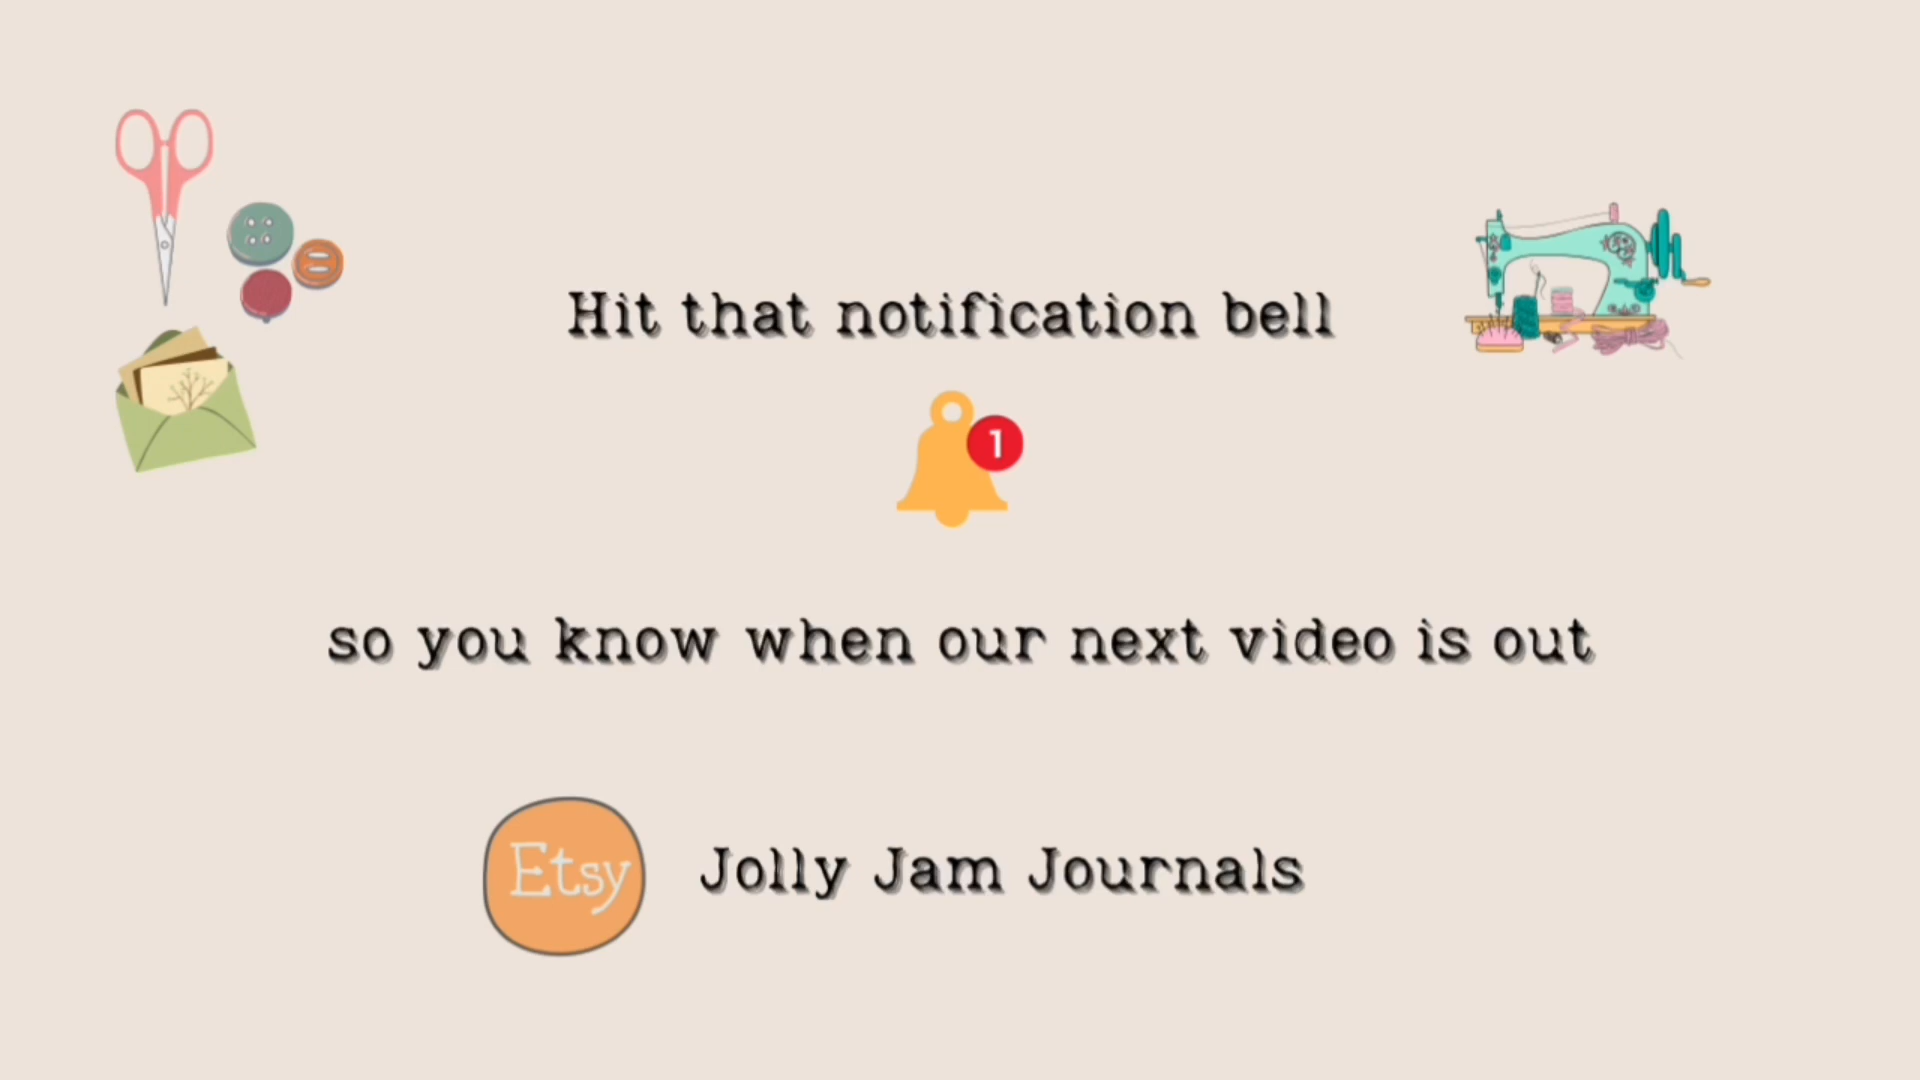 Hit that notification bell
1
so you know when our next video is out
Etsy
Jolly Jam Journals